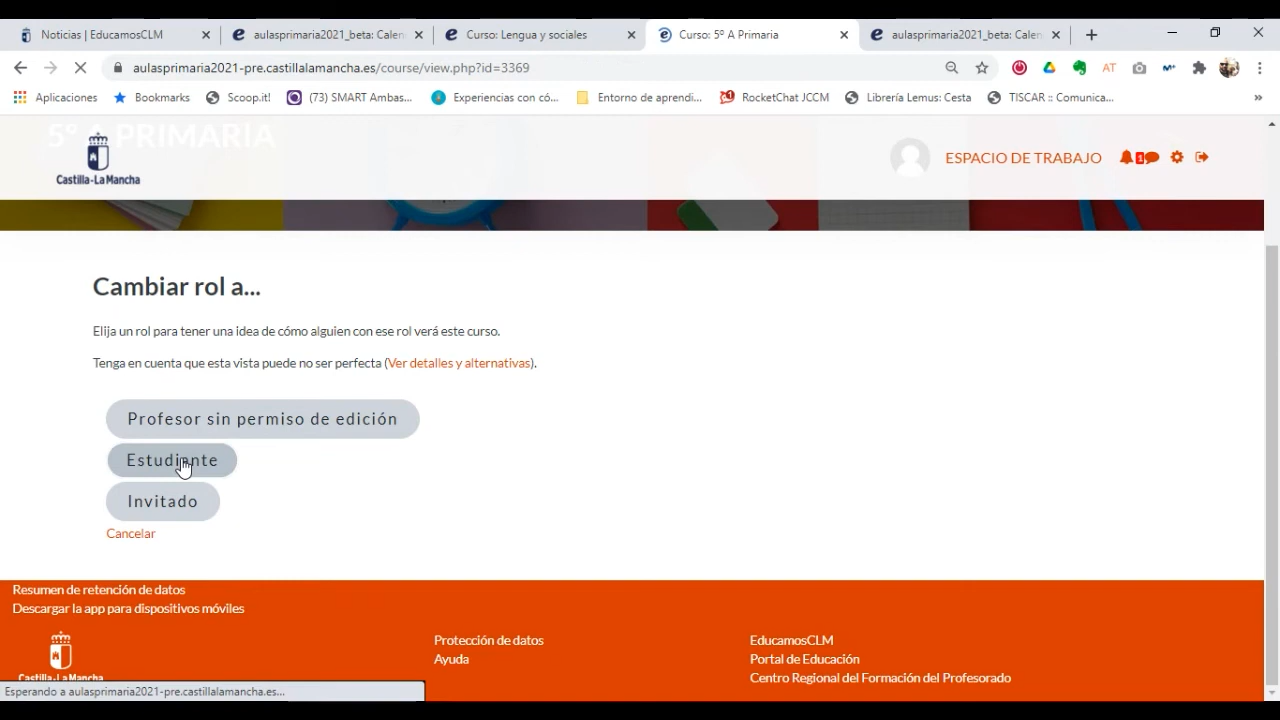 Noticias | EducamosCLM
aulasprimaria2021_beta: Calen
Curso: Lengua y sociales
Curso: 5º A Primaria
aulasprimaria2021_beta: Calen
aulasprimaria2021-pre.castillalamancha.es/course/view.php?id=3369
AT
Aplicaciones
Bookmarks
Scoop.it!
(73) SMART Ambas...
Experiencias con có...
Entorno de aprendi...
RocketChat JCCM
Librería Lemus: Cesta
TISCAR :: Comunica...
5º A PRIMARIA
Castilla-La Mancha
ESPACIO DE TRABAJO
Cambiar rol a...
Elija un rol para tener una idea de cómo alguien con ese rol verá este curso.
Tenga en cuenta que esta vista puede no ser perfecta (Ver detalles y alternativas).
Profesor sin permiso de edición
Estudiante
Invitado
Cancelar
Resumen de retención de datos
Descargar la app para dispositivos móviles
Castilla-La Mancha
Protección de datos
Ayuda
EducamosCLM
Portal de Educación
Centro Regional del Formación del Profesorado
Esperando a aulasprimaria2021-pre.castillalamancha.es...